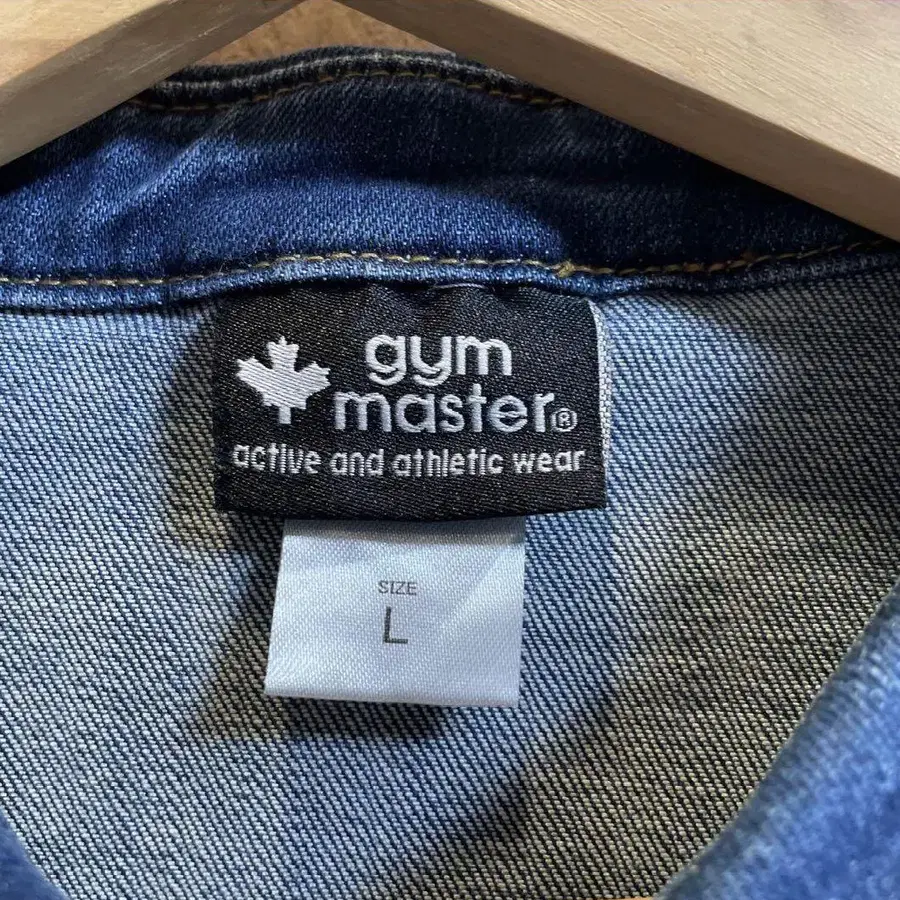 gym
master®
active and athletic wear
SIZE
L